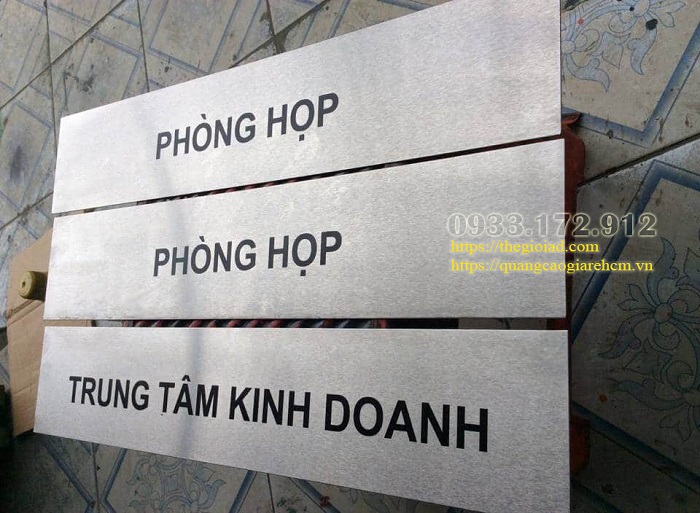 PHÒNG HỌP
PHÒNG HỌP
0933.172.912
https://thegioiad.com
https://quangcaogiarehcm.vn
TRUNG TÂM KINH DOANH